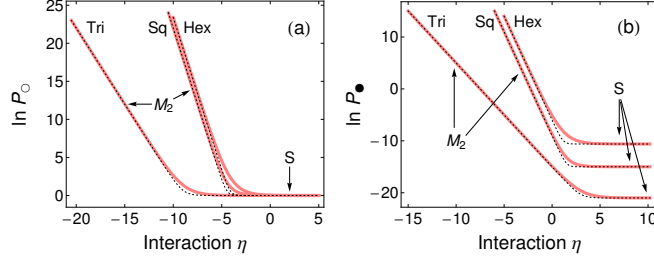 25
20
15
10
5
0
ln P○
Tri
Sq Hex
(a)
M₂
S
−20 −15 −10 −5 0 5
Interaction η
10
0
−10
−20
ln P●
Tri
Sq
Hex
(b)
S
M₂
−15 −10 −5 0 5 10
Interaction η